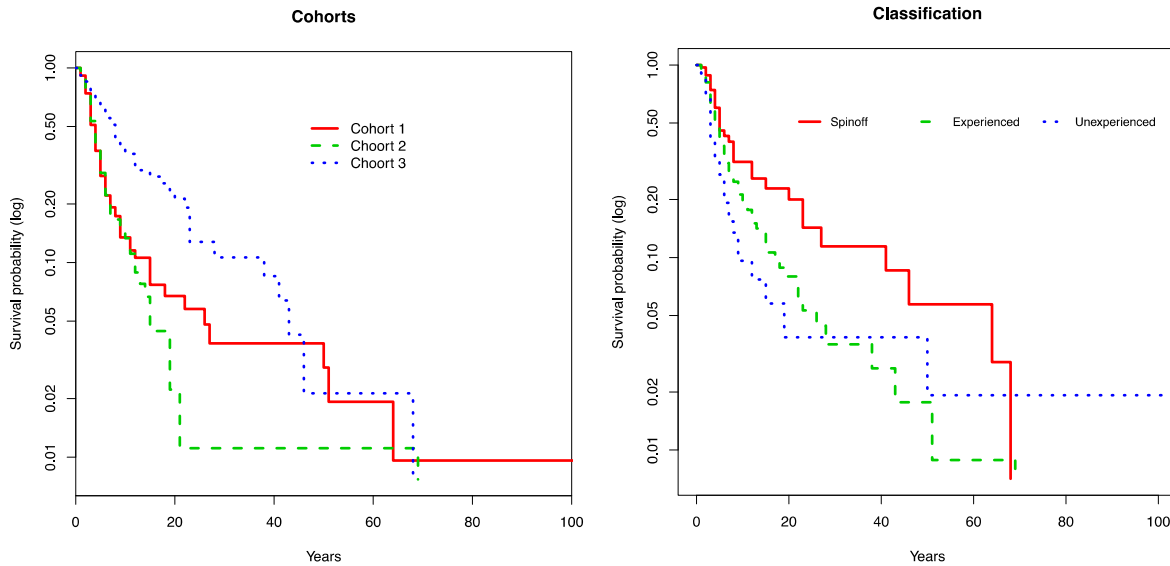 Cohorts
Survival probability (log)
1.00
0.50
0.20
0.10
0.05
0.02
0.01
Cohort 1
Choort 2
Choort 3
0 20 40 60 80 100
Years
Classification
Survival probability (log)
1.00
0.50
0.20
0.10
0.05
0.02
0.01
Spinoff Experienced Unexperienced
0 20 40 60 80 100
Years